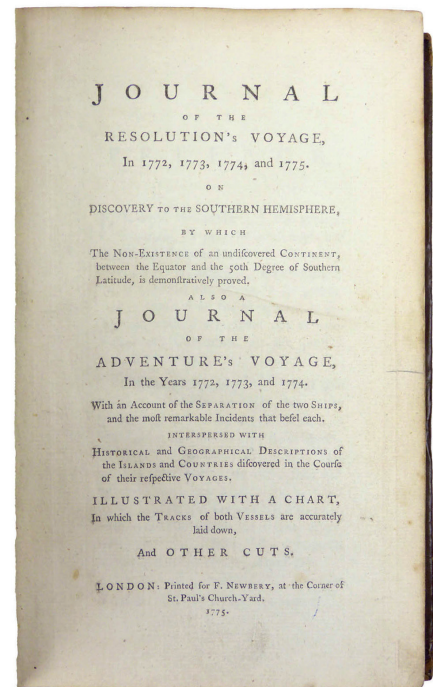 JOURNAL
OF THE
RESOLUTION's VOYAGE,
In 1772, 1773, 1774, and 1775.
ON
DISCOVERY TO THE SOUTHERN HEMISPHERE,
BY WHICH
The NON-EXISTENCE of an undiſcovered CONTINENT,
between the Equator and the 50th Degree of Southern
Latitude, is demonſtratively proved.
ALSO A
JOURNAL
OF THE
ADVENTURE's VOYAGE,
In the Years 1772, 1773, and 1774.
With an Account of the SEPARATION of the two SHIPS,
and the moſt remarkable Incidents that befel each.
INTERSPERSED WITH
HISTORICAL and GEOGRAPHICAL DESCRIPTIONS of
the ISLANDS and COUNTRIES diſcovered in the Courſe
of their reſpective VOYAGES.
ILLUSTRATED WITH A CHART,
In which the TRACKS of both VESSELS are accurately
laid down,
And OTHER CUTS.
LONDON: Printed for F. NEWBERY, at the Corner of
St. Paul's Church-Yard.
1775.